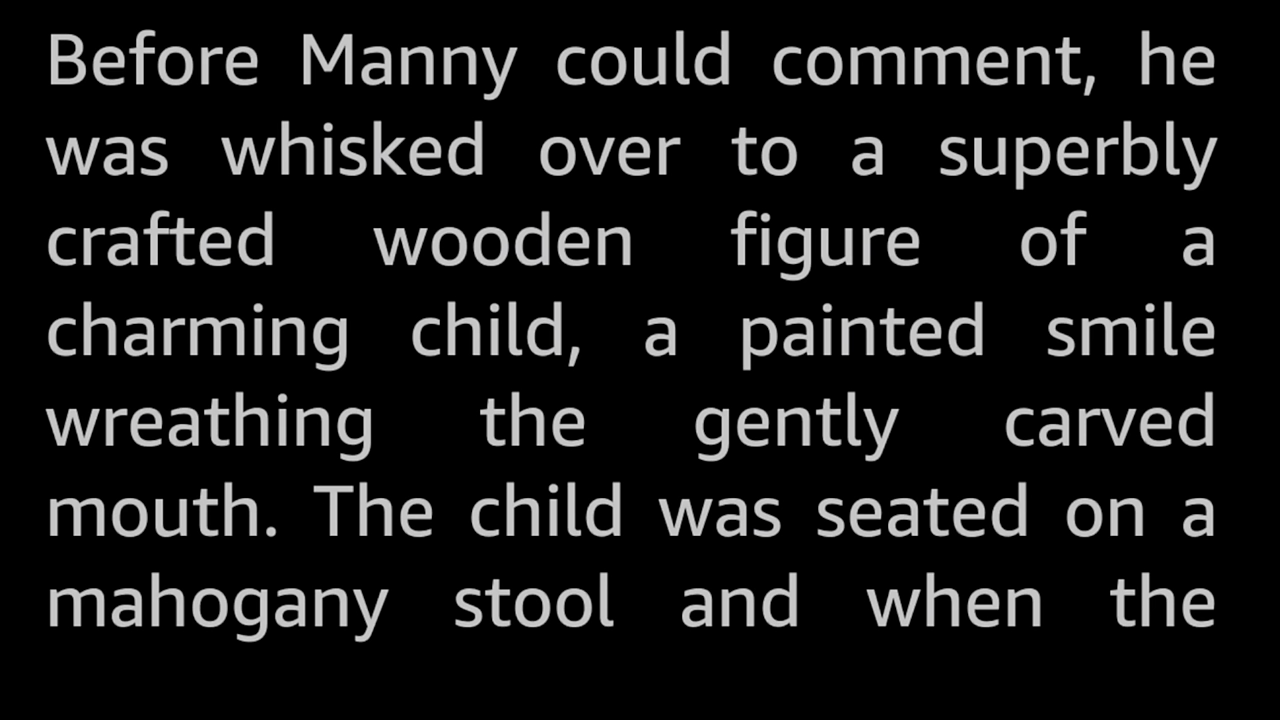 Before Manny could comment, he
was whisked over to a superbly
crafted wooden figure of a
charming child, a painted smile
wreathing the gently carved
mouth. The child was seated on a
mahogany stool and when the